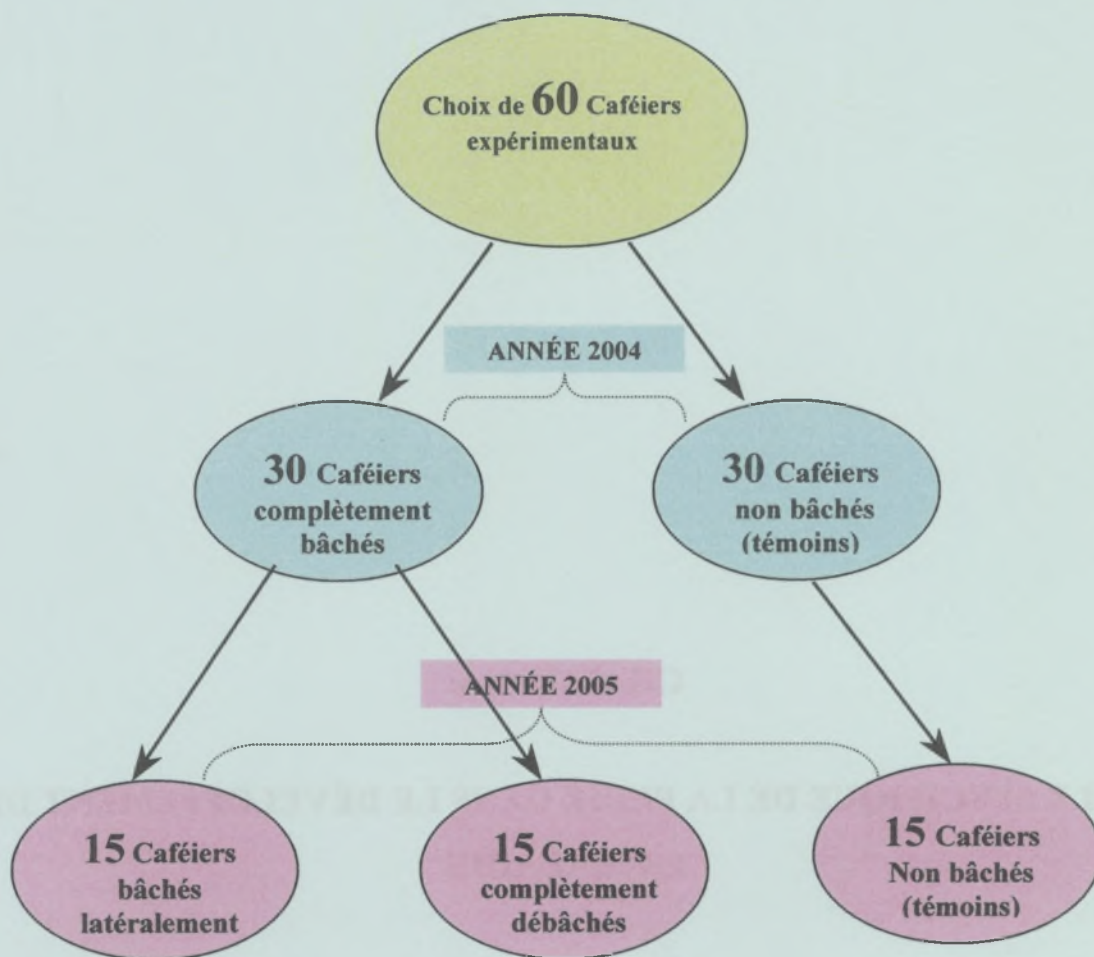 Choix de 60 Caféiers
expérimentaux
ANNÉE 2004
30 Caféiers
complètement
bâchés
30 Caféiers
non bâchés
(témoins)
ANNÉE 2005
15 Caféiers
bâchés
latéralement
15 Caféiers
complètement
débâchés
15 Caféiers
Non bâchés
(témoins)